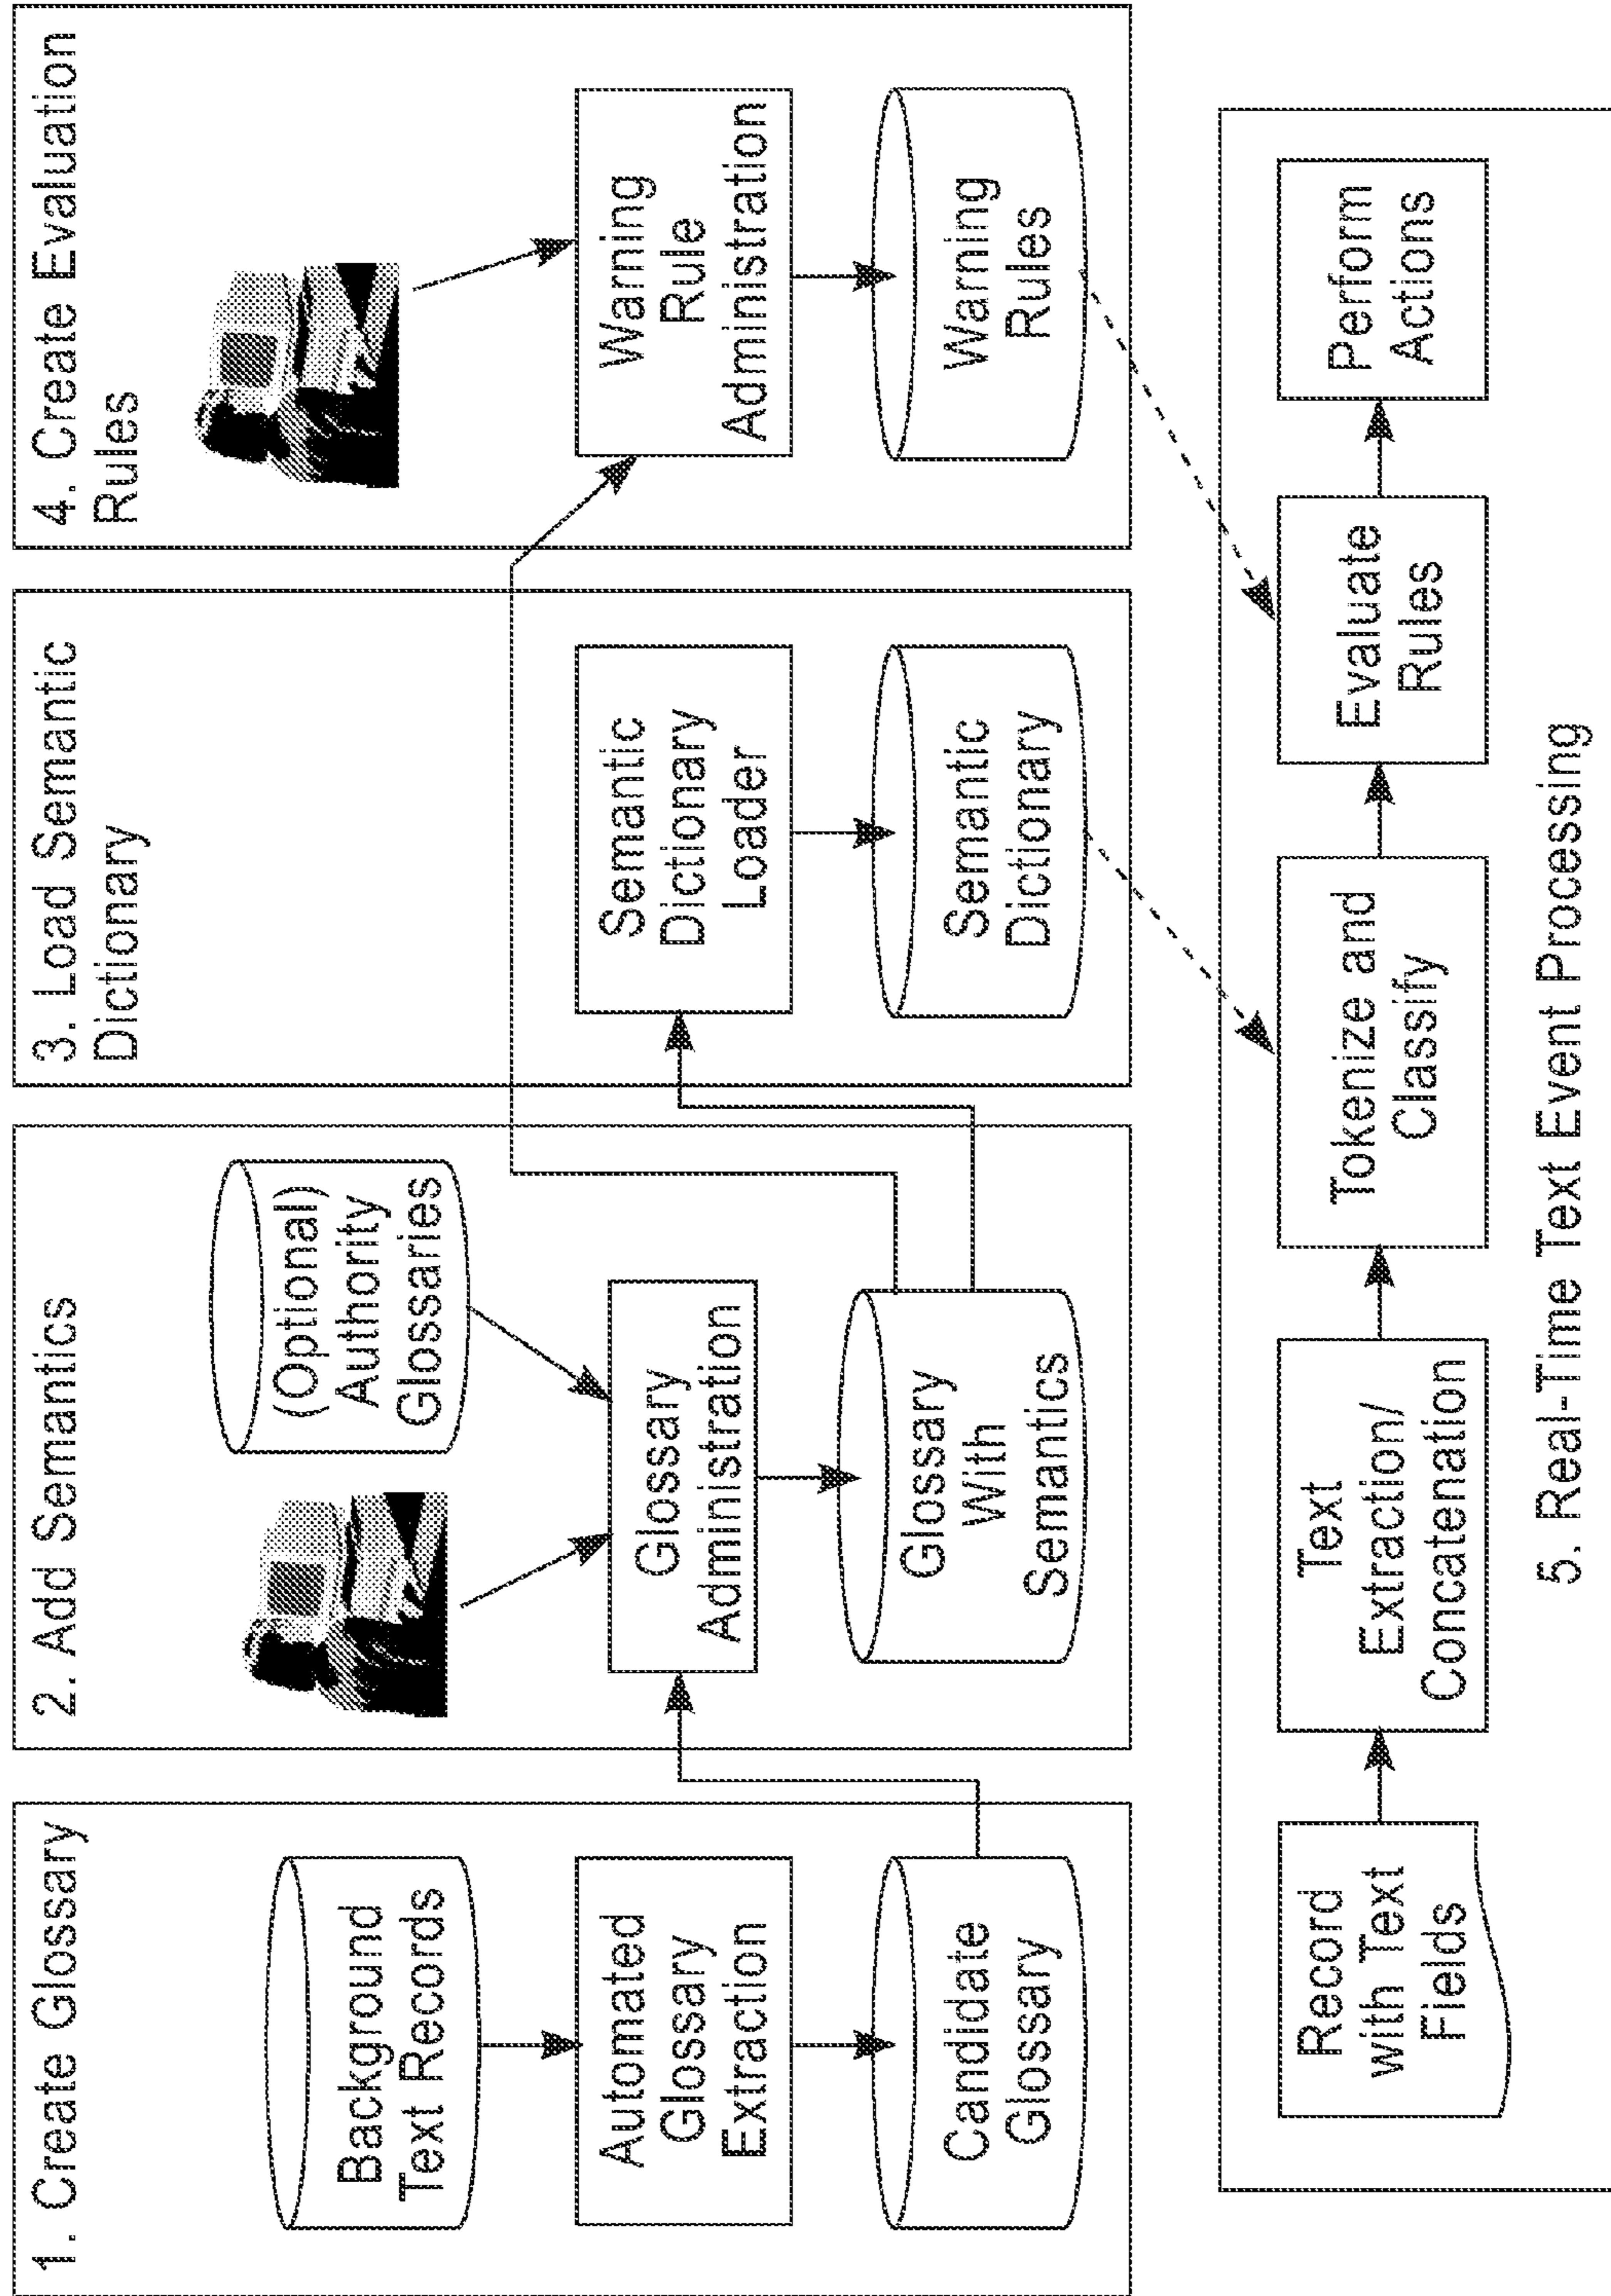 1. Create Glossary
Background
Text Records
Automated
Glossary
Extraction
Candidate
Glossary
2. Add Semantics
(Optional)
Authority
Glossaries
Glossary
Administration
Glossary
With
Semantics
3. Load Semantic
Dictionary
Semantic
Dictionary
Loader
Semantic
Dictionary
4. Create Evaluation
Rules
Warning
Rule
Administration
Warning
Rules
Record
with Text
Fields
Text
Extraction/
Concatenation
Tokenize and
Classify
Evaluate
Rules
Perform
Actions
5. Real-Time Text Event Processing